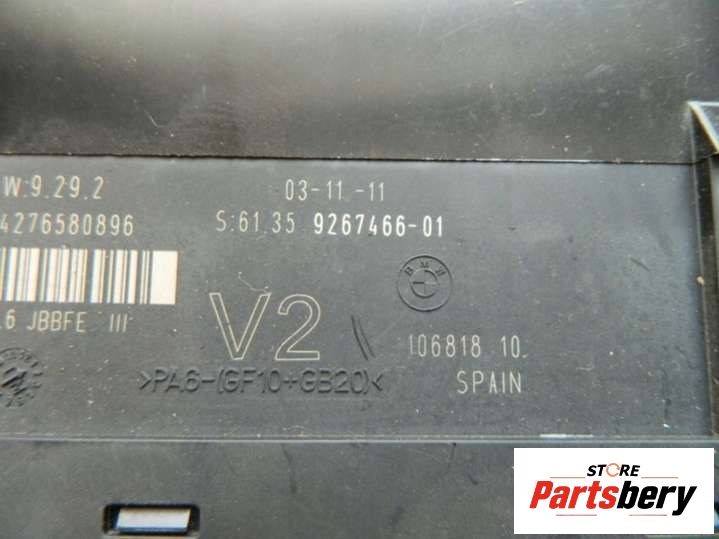 W:9.29.2 03-11-11
4276580896 S:61.35 9267466-01
BMW
6 JBBFE III V2 106818 10.
>PA6-(GF10+GB20)< SPAIN
STORE
Partsbery